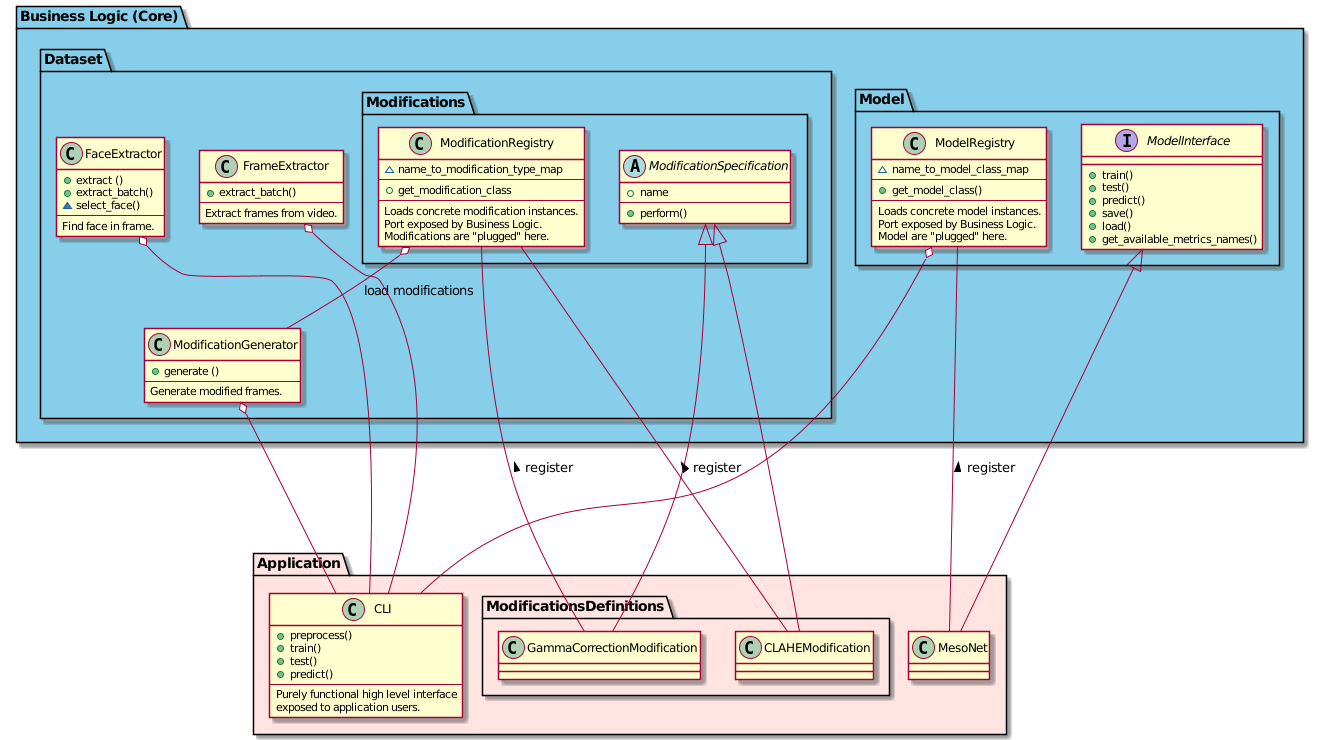 Business Logic (Core)
Dataset
Modifications
Model
C FaceExtractor
extract ()
extract_batch()
select_face()
Find face in frame.
C FrameExtractor
extract_batch()
Extract frames from video.
C ModificationRegistry
name_to_modification_type_map
get_modification_class
Loads concrete modification instances.
Port exposed by Business Logic.
Modifications are "plugged" here.
A ModificationSpecification
name
perform()
C ModelRegistry
name_to_model_class_map
get_model_class()
Loads concrete model instances.
Port exposed by Business Logic.
Model are "plugged" here.
I ModelInterface
train()
test()
predict()
save()
load()
get_available_metrics_names()
load modifications
C ModificationGenerator
generate ()
Generate modified frames.
register
register
register
Application
C CLI
preprocess()
train()
test()
predict()
Purely functional high level interface
exposed to application users.
ModificationsDefinitions
C GammaCorrectionModification
C CLAHEModification
C MesoNet